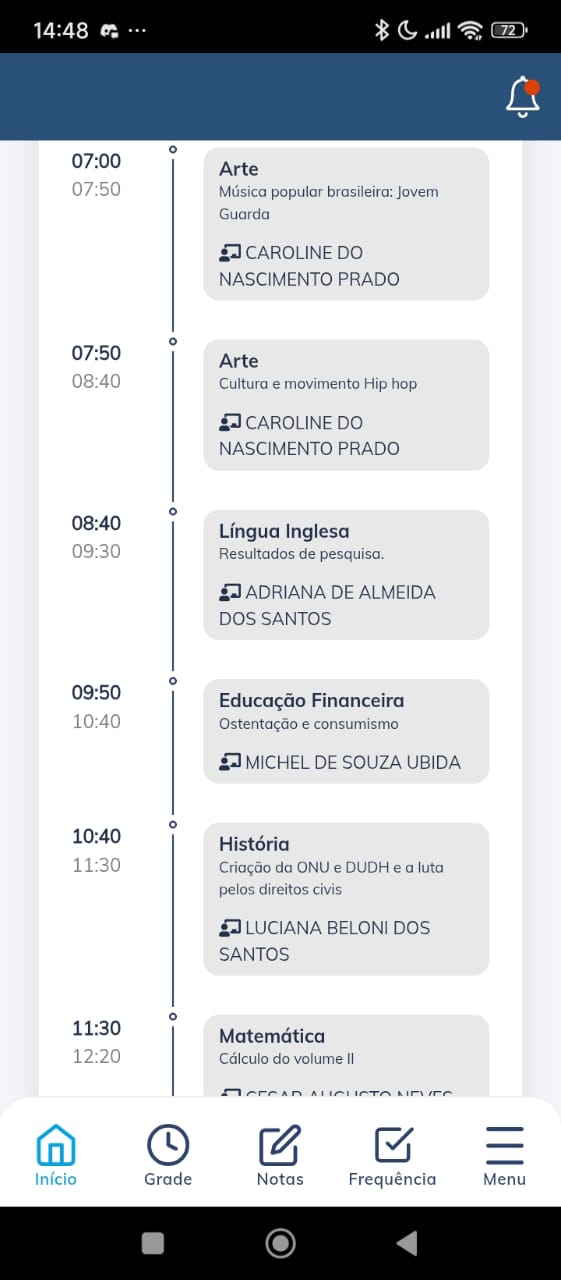 14:48
72
07:00
07:50
Arte
Música popular brasileira: Jovem
Guarda
CAROLINE DO
NASCIMENTO PRADO
07:50
08:40
Arte
Cultura e movimento Hip hop
CAROLINE DO
NASCIMENTO PRADO
08:40
09:30
Língua Inglesa
Resultados de pesquisa.
ADRIANA DE ALMEIDA
DOS SANTOS
09:50
10:40
Educação Financeira
Ostentação e consumismo
MICHEL DE SOUZA UBIDA
10:40
11:30
História
Criação da ONU e DUDH e a luta
pelos direitos civis
LUCIANA BELONI DOS
SANTOS
11:30
12:20
Matemática
Cálculo do volume II
CESAR AUGUSTO NEVES
Início
Grade
Notas
Frequência
Menu